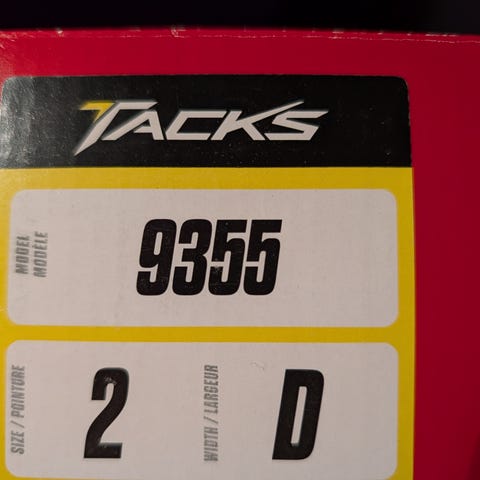 TACKS
MODEL
MODÈLE
9355
SIZE / POINTURE
2
WIDTH / LARGEUR
D